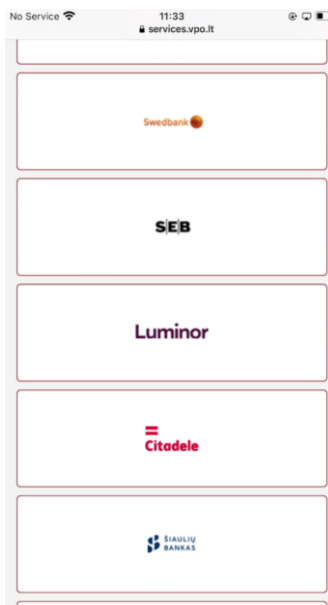 No Service 11:33
services.vpo.lt
Swedbank
SEB
Luminor
Citadele
ŠIAULIŲ
BANKAS